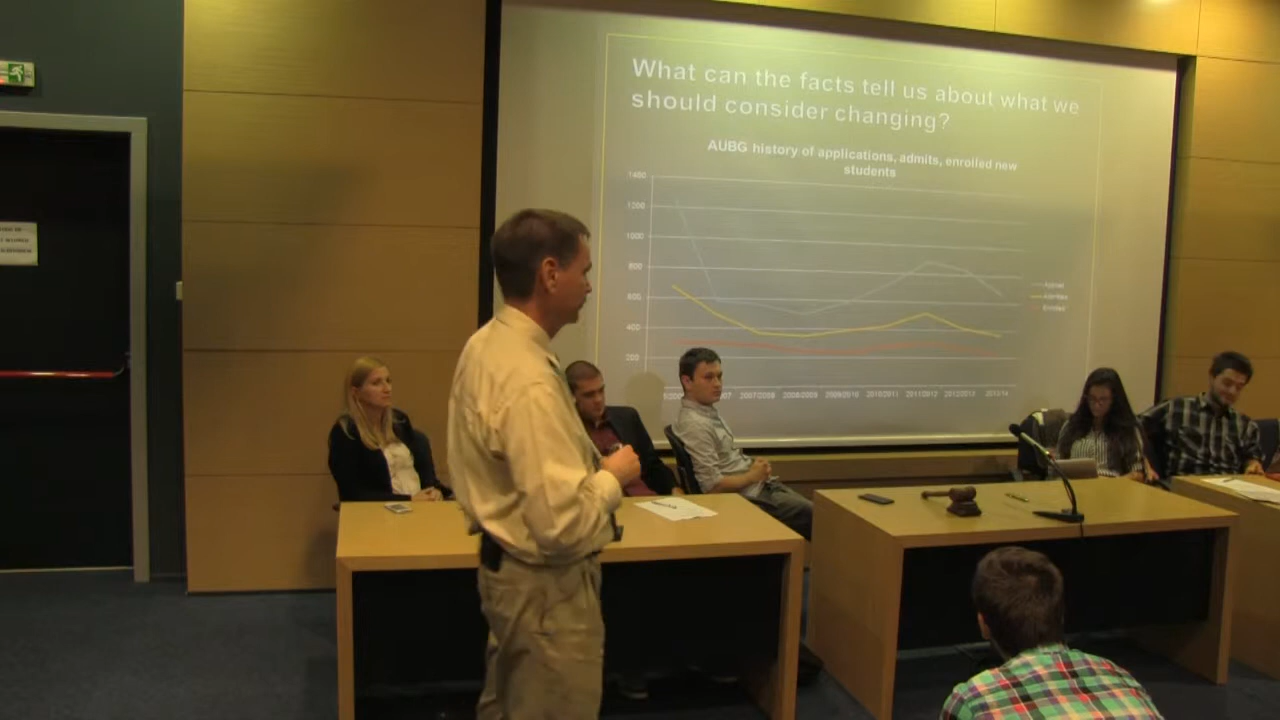 What can the facts tell us about what we
should consider changing?
AUBG history of applications, admits, enrolled new
students
1400
1200
1000
800
600
400
200
2007/2008 2008/2009 2009/2010 2010/2011 2011/2012 2012/2013 2013/14
Admitted
Enrolled